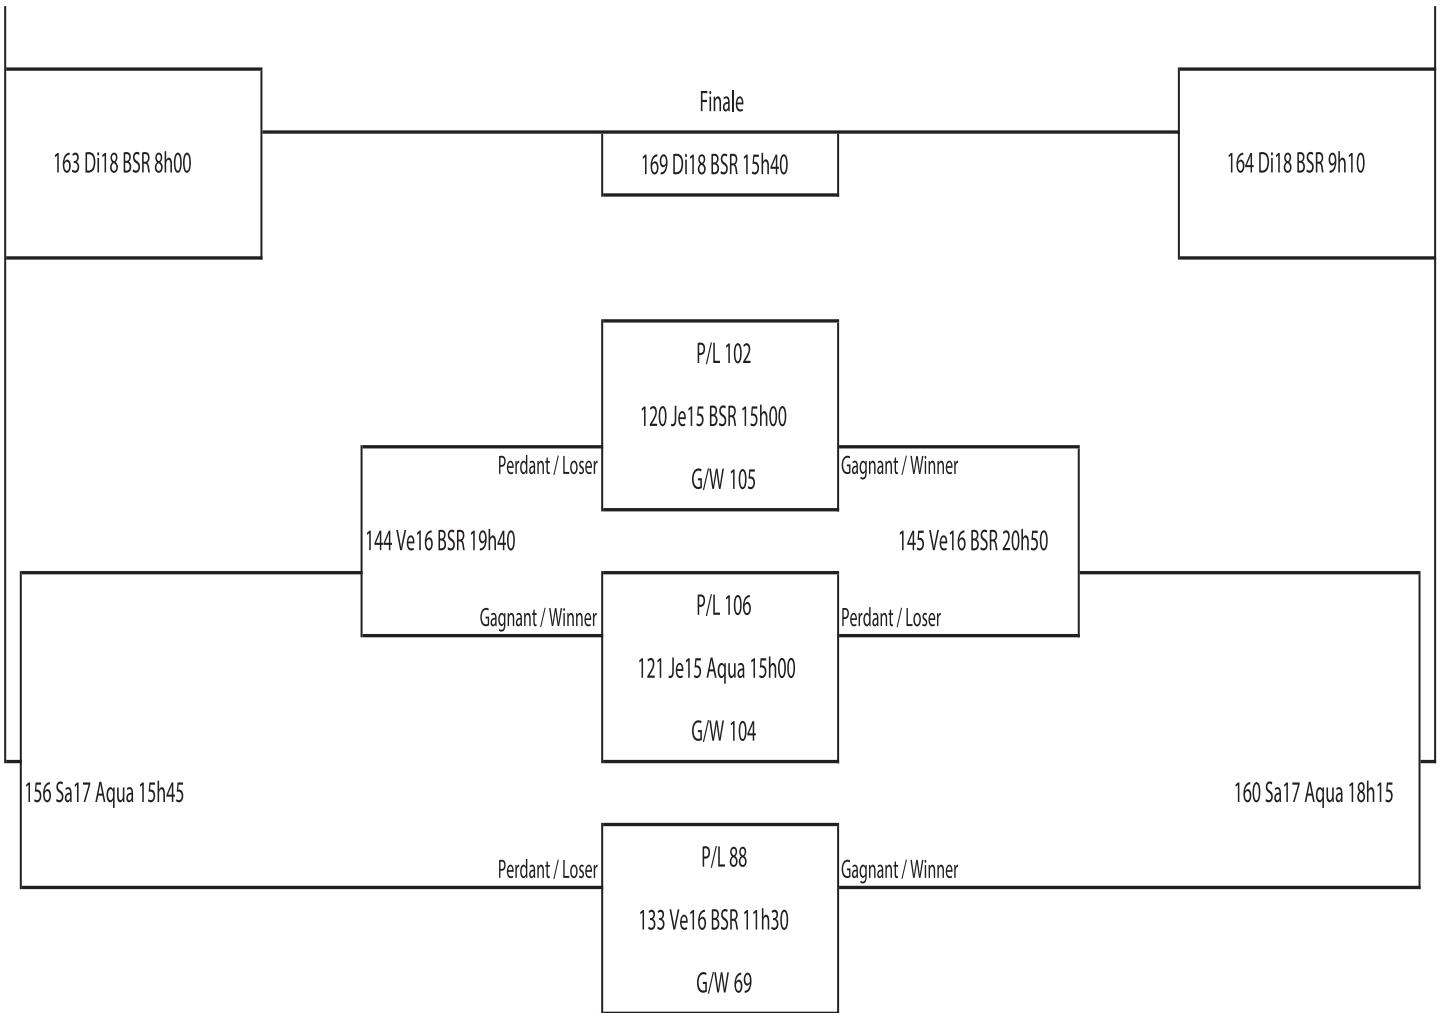 Finale
163 Di18 BSR 8h00
169 Di18 BSR 15h40
164 Di18 BSR 9h10
P/L 102
120 Je15 BSR 15h00
Perdant / Loser
Gagnant / Winner
G/W 105
144 Ve16 BSR 19h40
145 Ve16 BSR 20h50
P/L 106
Gagnant / Winner
Perdant / Loser
121 Je15 Aqua 15h00
G/W 104
156 Sa17 Aqua 15h45
160 Sa17 Aqua 18h15
P/L 88
Perdant / Loser
Gagnant / Winner
133 Ve16 BSR 11h30
G/W 69